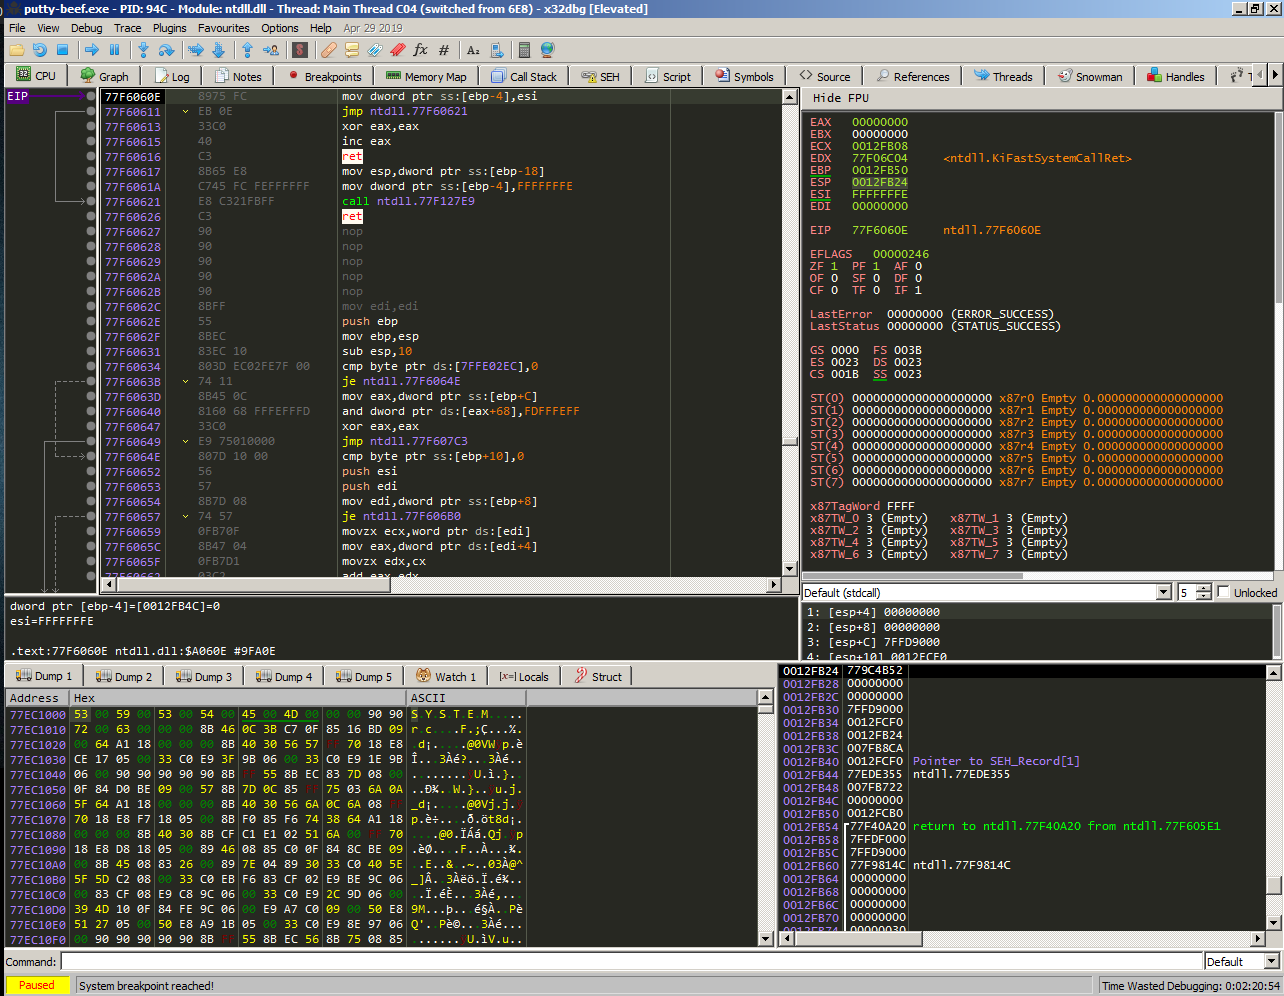 putty-beef.exe - PID: 94C - Module: ntdll.dll - Thread: Main Thread C04 (switched from 6E8) - x32dbg [Elevated]
File View Debug Trace Plugins Favourites Options Help Apr 29 2019
CPU Graph Log Notes Breakpoints Memory Map Call Stack SEH Script Symbols Source References Threads Snowman Handles
EIP
77F6060E 8975 FC mov dword ptr ss:[ebp-4],esi
77F60611 EB 0E jmp ntdll.77F60621
77F60613 33C0 xor eax,eax
77F60615 40 inc eax
77F60616 C3 ret
77F60617 8B65 E8 mov esp,dword ptr ss:[ebp-18]
77F6061A C745 FC FEFFFFFF mov dword ptr ss:[ebp-4],FFFFFFFE
77F60621 E8 C321FBFF call ntdll.77F127E9
77F60626 C3 ret
77F60627 90 nop
77F60628 90 nop
77F60629 90 nop
77F6062A 90 nop
77F6062B 90 nop
77F6062C 8BFF mov edi,edi
77F6062E 55 push ebp
77F6062F 8BEC mov ebp,esp
77F60631 83EC 10 sub esp,10
77F60634 803D EC02FE7F 00 cmp byte ptr ds:[7FFE02EC],0
77F6063B 74 11 je ntdll.77F6064E
77F6063D 8B45 0C mov eax,dword ptr ss:[ebp+C]
77F60640 8160 68 FFFEFFFD and dword ptr ds:[eax+68],FDFFFEFF
77F60647 33C0 xor eax,eax
77F60649 E9 75010000 jmp ntdll.77F607C3
77F6064E 807D 10 00 cmp byte ptr ss:[ebp+10],0
77F60652 56 push esi
77F60653 57 push edi
77F60654 8B7D 08 mov edi,dword ptr ss:[ebp+8]
77F60657 74 57 je ntdll.77F606B0
77F60659 0FB70F movzx ecx,word ptr ds:[edi]
77F6065C 8B47 04 mov eax,dword ptr ds:[edi+4]
77F6065F 0FB7D1 movzx edx,cx
77F60662 03C2 add eax,edx
dword ptr [ebp-4]=[0012FB4C]=0
esi=FFFFFFFE
.text:77F6060E ntdll.dll:$A060E #9FA0E
Hide FPU
EAX 00000000
EBX 00000000
ECX 0012FB08
EDX 77F06C04 <ntdll.KiFastSystemCallRet>
EBP 0012FB50
ESP 0012FB24
ESI FFFFFFFE
EDI 00000000
EIP 77F6060E ntdll.77F6060E
EFLAGS 00000246
ZF 1 PF 1 AF 0
OF 0 SF 0 DF 0
CF 0 TF 0 IF 1
LastError 00000000 (ERROR_SUCCESS)
LastStatus 00000000 (STATUS_SUCCESS)
GS 0000 FS 003B
ES 0023 DS 0023
CS 001B SS 0023
ST(0) 00000000000000000000 x87r0 Empty 0.000000000000000000
ST(1) 00000000000000000000 x87r1 Empty 0.000000000000000000
ST(2) 00000000000000000000 x87r2 Empty 0.000000000000000000
ST(3) 00000000000000000000 x87r3 Empty 0.000000000000000000
ST(4) 00000000000000000000 x87r4 Empty 0.000000000000000000
ST(5) 00000000000000000000 x87r5 Empty 0.000000000000000000
ST(6) 00000000000000000000 x87r6 Empty 0.000000000000000000
ST(7) 00000000000000000000 x87r7 Empty 0.000000000000000000
x87TagWord FFFF
x87TW_0 3 (Empty) x87TW_1 3 (Empty)
x87TW_2 3 (Empty) x87TW_3 3 (Empty)
x87TW_4 3 (Empty) x87TW_5 3 (Empty)
x87TW_6 3 (Empty) x87TW_7 3 (Empty)
Default (stdcall) 5 Unlocked
1: [esp+4] 00000000
2: [esp+8] 00000000
3: [esp+C] 7FFD9000
4: [esp+10] 0012FCF0
Dump 1 Dump 2 Dump 3 Dump 4 Dump 5 Watch 1 Locals Struct
Address Hex ASCII
77EC1000 53 00 59 00 53 00 54 00 45 00 4D 00 00 00 90 90 S.Y.S.T.E.M.....
77EC1010 72 00 63 00 00 00 8B 46 0C 3B C7 0F 85 16 BD 09
77EC1020 00 64 A1 18 00 00 00 8B 40 30 56 57 FF 70 18 E8
77EC1030 CE 17 05 00 33 C0 E9 3F 9B 06 00 33 C0 E9 1E 9B
77EC1040 06 00 90 90 90 90 90 8B FF 55 8B EC 83 7D 08 00
77EC1050 0F 84 D0 BE 09 00 57 8B 7D 0C 85 FF 75 03 6A 0A
77EC1060 5F 64 A1 18 00 00 00 8B 40 30 56 6A 0C 6A 08 FF
77EC1070 70 18 E8 F7 18 05 00 8B F0 85 F6 74 38 64 A1 18
77EC1080 00 00 00 8B 40 30 8B CF C1 E1 02 51 6A 00 FF 70
77EC1090 18 E8 D8 18 05 00 89 46 08 85 C0 0F 84 8C BE 09
77EC10A0 00 8B 45 08 83 26 00 89 7E 04 89 30 33 C0 40 5E
77EC10B0 5F 5D C2 08 00 33 C0 EB F6 83 CF 02 E9 BE 9C 06
77EC10C0 00 83 CF 08 E9 C8 9C 06 00 33 C0 E9 2C 9D 06 00
77EC10D0 39 4D 10 0F 84 FE 9C 06 00 E9 A7 C0 09 00 50 E8
77EC10E0 51 27 05 00 50 E8 A9 1B 05 00 33 C0 E9 8E 97 06
77EC10F0 00 90 90 90 90 90 8B FF 55 8B EC 56 8B 75 08 85
0012FB24 779C4B52
0012FB28 00000000
0012FB2C 00000000
0012FB30 7FFD9000
0012FB34 0012FCF0
0012FB38 0012FB24
0012FB3C 007FB8CA
0012FB40 0012FCF0 Pointer to SEH_Record[1]
0012FB44 77EDE355 ntdll.77EDE355
0012FB48 007FB722
0012FB4C 00000000
0012FB50 0012FCB0
0012FB54 77F40A20 return to ntdll.77F40A20 from ntdll.77F605E1
0012FB58 7FFDF000
0012FB5C 7FFD9000
0012FB60 77F9814C ntdll.77F9814C
0012FB64 00000000
0012FB68 00000000
0012FB6C 00000000
0012FB70 00000000
0012FB74 00000030
Command: Default
Paused System breakpoint reached! Time Wasted Debugging: 0:02:20:54